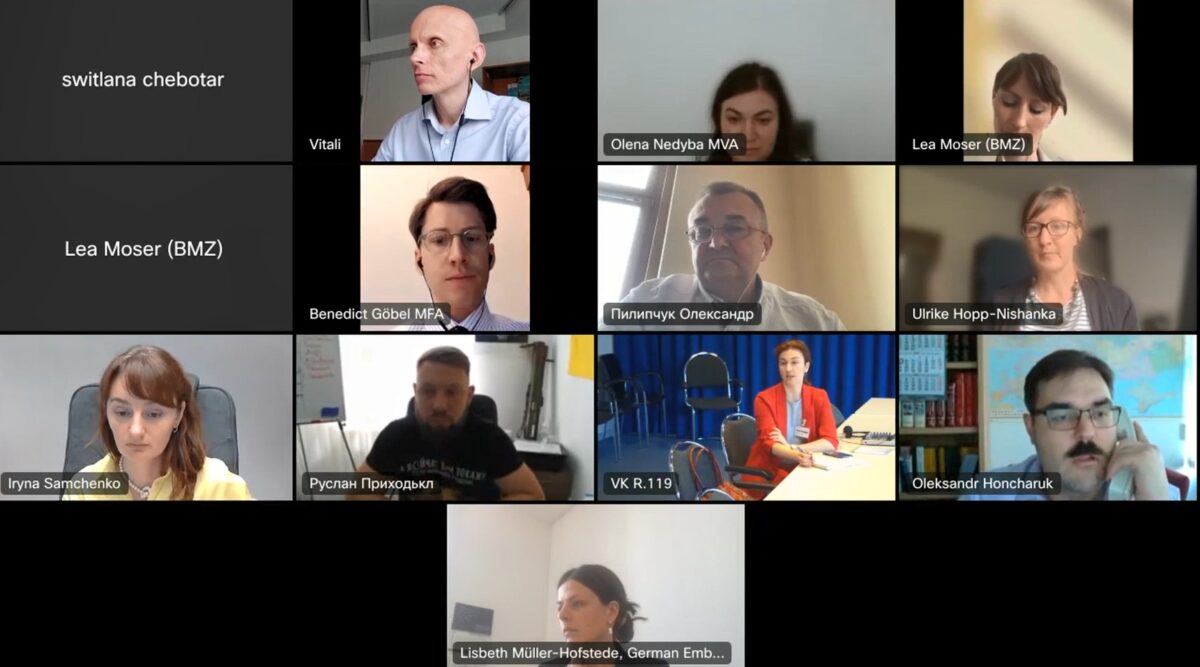 switlana chebotar
Vitali
Olena Nedyba MVA
Lea Moser (BMZ)
Lea Moser (BMZ)
Benedict Göbel MFA
Пилипчук Олександр
Ulrike Hopp-Nishanka
Iryna Samchenko
Руслан Приходькл
VK R.119
Oleksandr Honcharuk
Lisbeth Müller-Hofstede, German Emb...